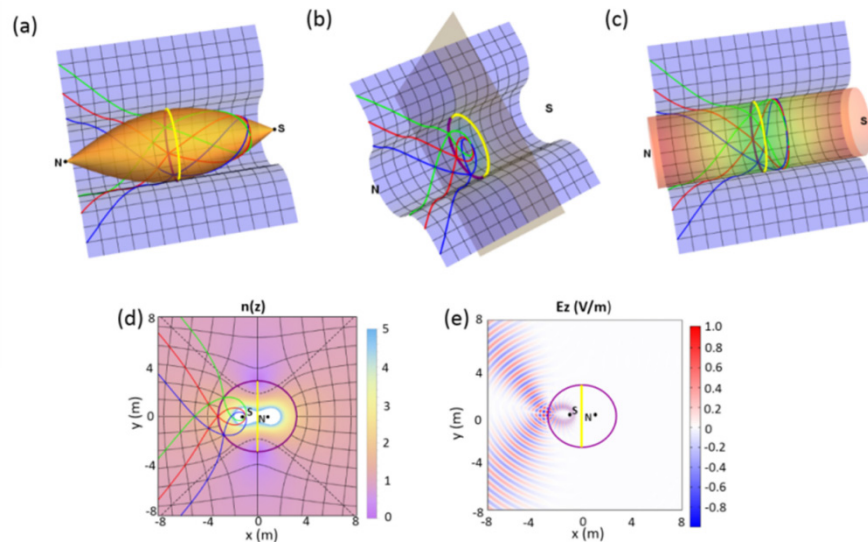 (a)
N
S
(b)
N
S
(c)
N
S
(d)
n(z)
8
4
0
-4
-8
y (m)
-8 -4 0 4 8
x (m)
S
N
5
4
3
2
1
0
(e)
Ez (V/m)
8
4
0
-4
-8
y (m)
-8 -4 0 4 8
x (m)
S
N
1.0
0.8
0.6
0.4
0.2
0
-0.2
-0.4
-0.6
-0.8